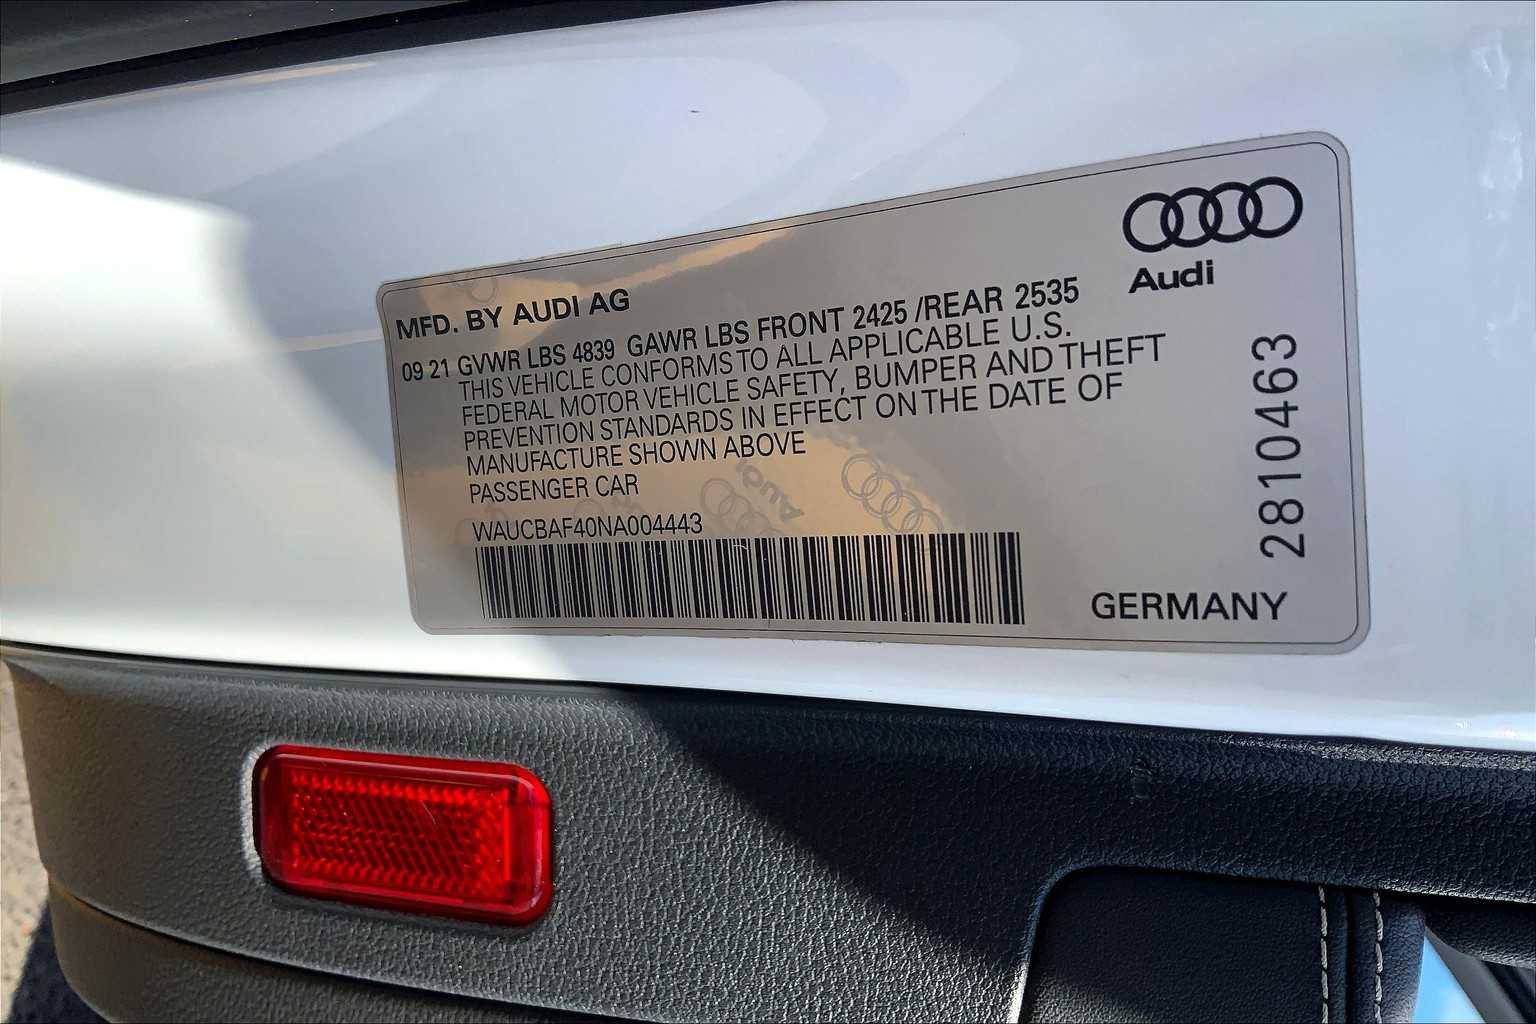 Audi
MFD. BY AUDI AG
09 21 GVWR LBS 4839 GAWR LBS FRONT 2425 /REAR 2535
THIS VEHICLE CONFORMS TO ALL APPLICABLE U.S.
FEDERAL MOTOR VEHICLE SAFETY, BUMPER AND THEFT
PREVENTION STANDARDS IN EFFECT ON THE DATE OF
MANUFACTURE SHOWN ABOVE
PASSENGER CAR
WAUCBAF40NA004443
GERMANY
2810463
Audi